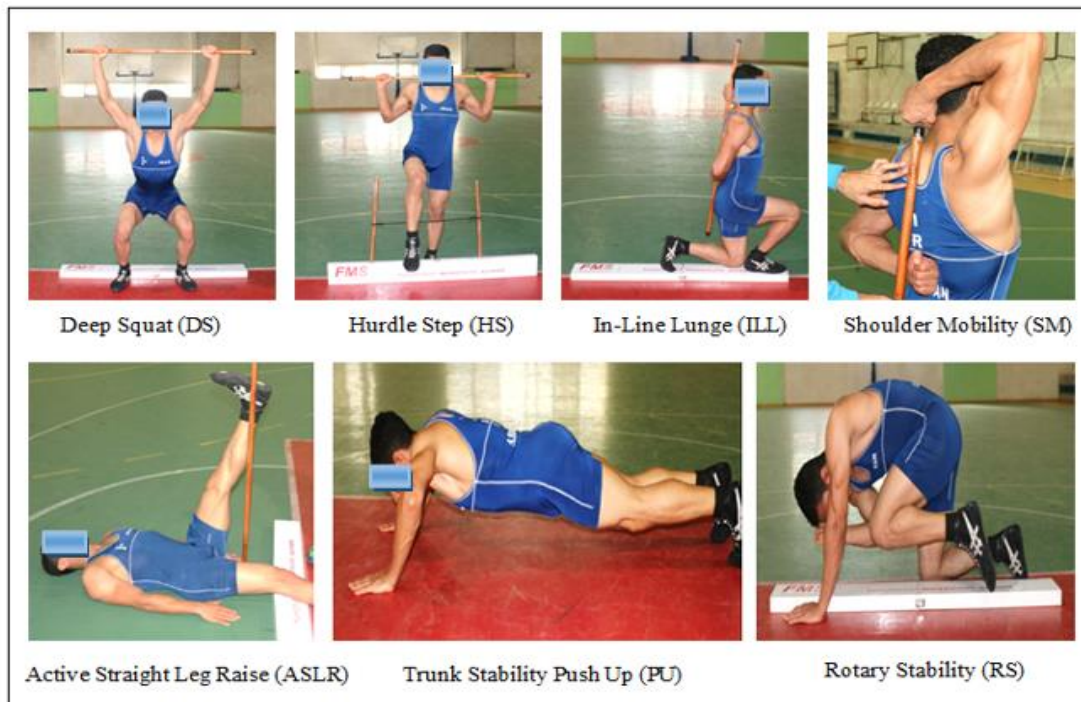 FMS
Deep Squat (DS)
Hurdle Step (HS)
In-Line Lunge (ILL)
Shoulder Mobility (SM)
FMS
Active Straight Leg Raise (ASLR)
Trunk Stability Push Up (PU)
Rotary Stability (RS)